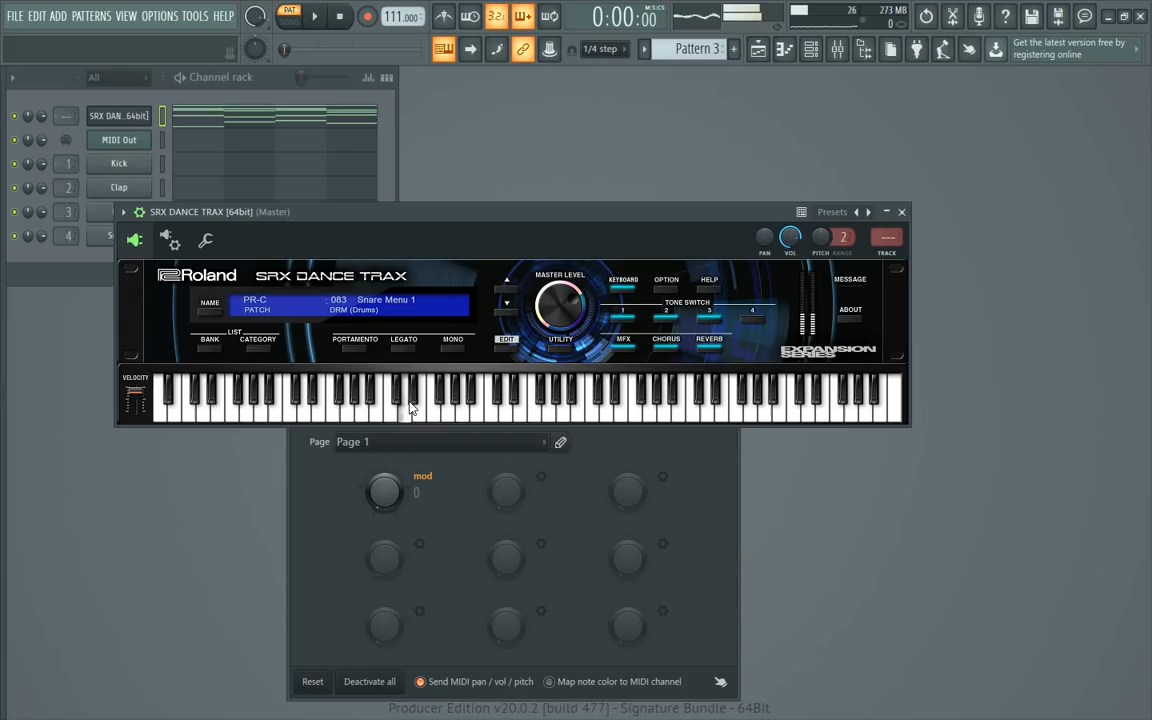 FILE EDIT ADD PATTERNS VIEW OPTIONS TOOLS HELP
PAT
SONG
111.000
3.2
0:00:00
M:S:CS
26
273 MB
0
1/4 step
Pattern 3
+
Get the latest version free by
registering online
All
Channel rack
--- SRX DAN..64bit]
MIDI Out
1 Kick
2 Clap
3
4 S
SRX DANCE TRAX [64bit] (Master)
Presets
PAN VOL PITCH RANGE 2 --- TRACK
Roland SRX DANCE TRAX
MASTER LEVEL
KEYBOARD OPTION HELP
MESSAGE
NAME
PR-C : 083 Snare Menu 1
PATCH DRM (Drums)
TONE SWITCH
1 2 3 4
ABOUT
LIST
BANK CATEGORY
PORTAMENTO LEGATO MONO
EDIT UTILITY
MFX CHORUS REVERB
EXPANSION
SERIES
VELOCITY
Page Page 1
mod
0
Reset Deactivate all Send MIDI pan / vol / pitch Map note color to MIDI channel
Producer Edition v20.0.2 [build 477] - Signature Bundle - 64Bit